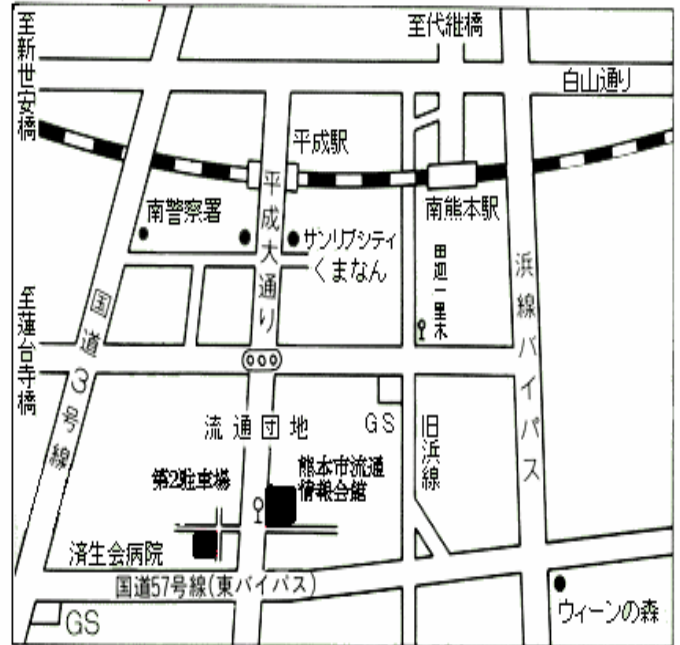 至新世安橋
至代継橋
白山通り
平成駅
南警察署
平成大通り
サンリブシティ
くまなん
南熊本駅
田迎一里木
浜線バイパス
国道3号線
至蓮台寺橋
流通団地
GS
旧浜線
第2駐車場
熊本市流通
情報会館
済生会病院
国道57号線(東バイパス)
GS
ウィーンの森